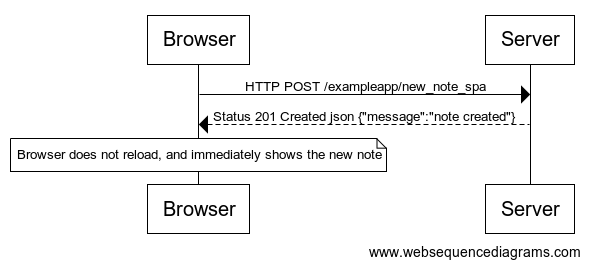 Browser
Server
HTTP POST /exampleapp/new_note_spa
Status 201 Created json {"message":"note created"}
Browser does not reload, and immediately shows the new note
Browser
Server
www.websequencediagrams.com